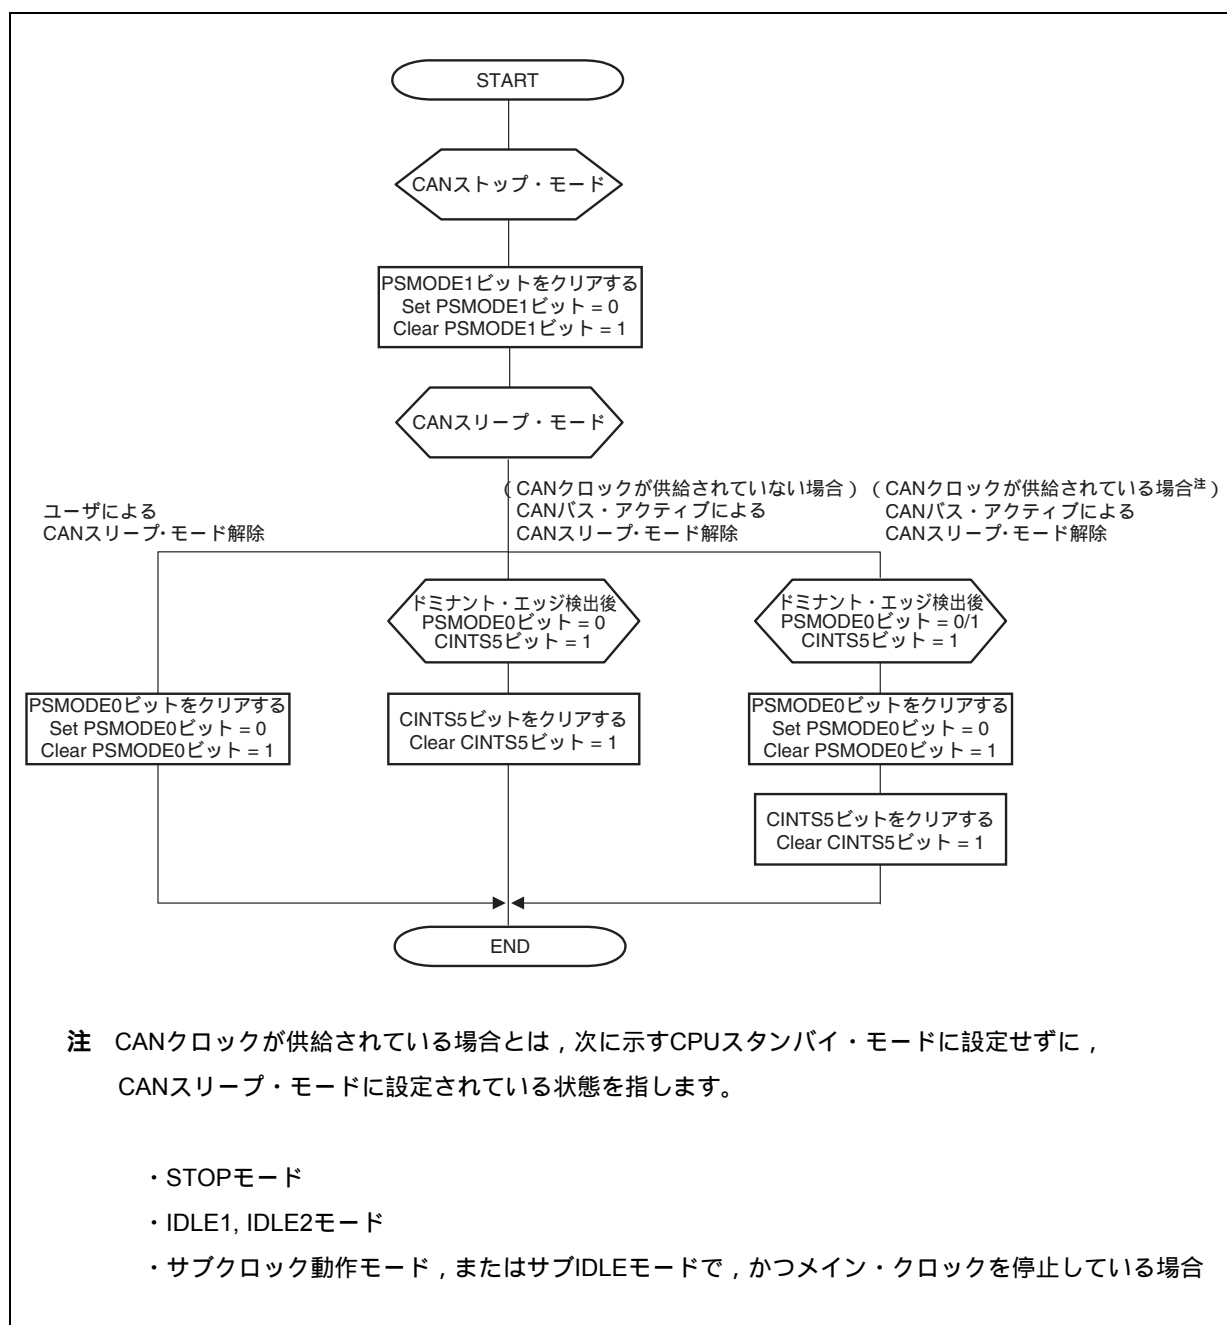 START
CANストップ・モード
PSMODE1ビットをクリアする
Set PSMODE1ビット = 0
Clear PSMODE1ビット = 1
CANスリープ・モード
ユーザによる
CANスリープ・モード解除
（CANクロックが供給されていない場合）
CANバス・アクティブによる
CANスリープ・モード解除
（CANクロックが供給されている場合注）
CANバス・アクティブによる
CANスリープ・モード解除
ドミナント・エッジ検出後
PSMODE0ビット = 0
CINTS5ビット = 1
ドミナント・エッジ検出後
PSMODE0ビット = 0/1
CINTS5ビット = 1
PSMODE0ビットをクリアする
Set PSMODE0ビット = 0
Clear PSMODE0ビット = 1
CINTS5ビットをクリアする
Clear CINTS5ビット = 1
PSMODE0ビットをクリアする
Set PSMODE0ビット = 0
Clear PSMODE0ビット = 1
CINTS5ビットをクリアする
Clear CINTS5ビット = 1
END
注 CANクロックが供給されている場合とは，次に示すCPUスタンバイ・モードに設定せずに，
CANスリープ・モードに設定されている状態を指します。
・STOPモード
・IDLE1, IDLE2モード
・サブクロック動作モード，またはサブIDLEモードで，かつメイン・クロックを停止している場合